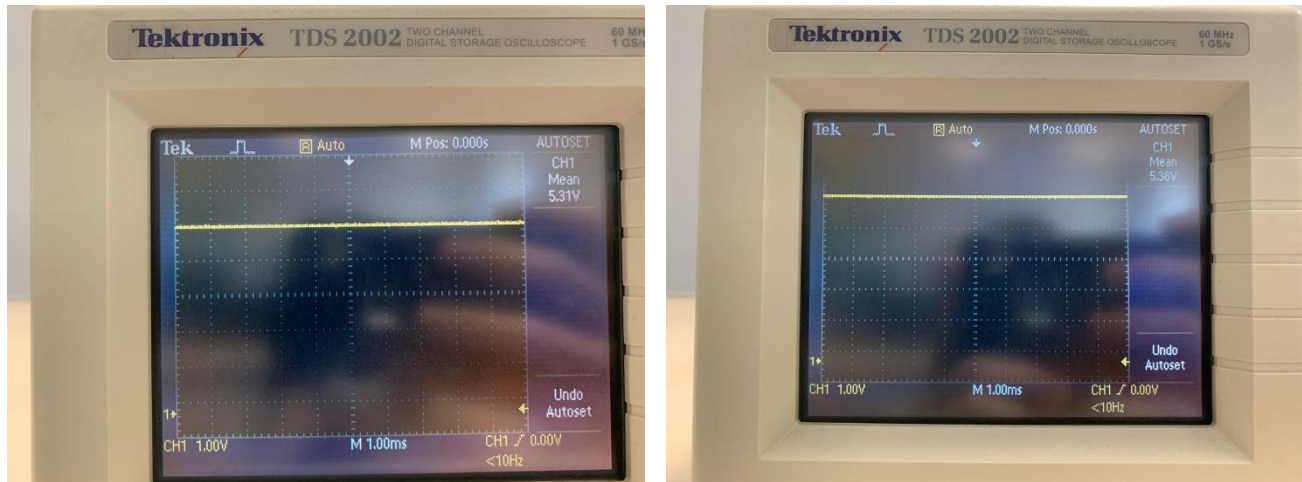 Tektronix TDS 2002 TWO CHANNEL DIGITAL STORAGE OSCILLOSCOPE 60 MH 1 GS/s
Tek R Auto M Pos: 0.000s AUTOSET
CH1
Mean
5.31V
Undo
Autoset
1
CH1 1.00V M 1.00ms CH1 0.00V
<10Hz
Tektronix TDS 2002 TWO CHANNEL DIGITAL STORAGE OSCILLOSCOPE 60 MHz 1 GS/s
Tek R Auto M Pos: 0.000s AUTOSET
CH1
Mean
5.38V
1
Undo
Autoset
CH1 1.00V M 1.00ms CH1 0.00V
<10Hz